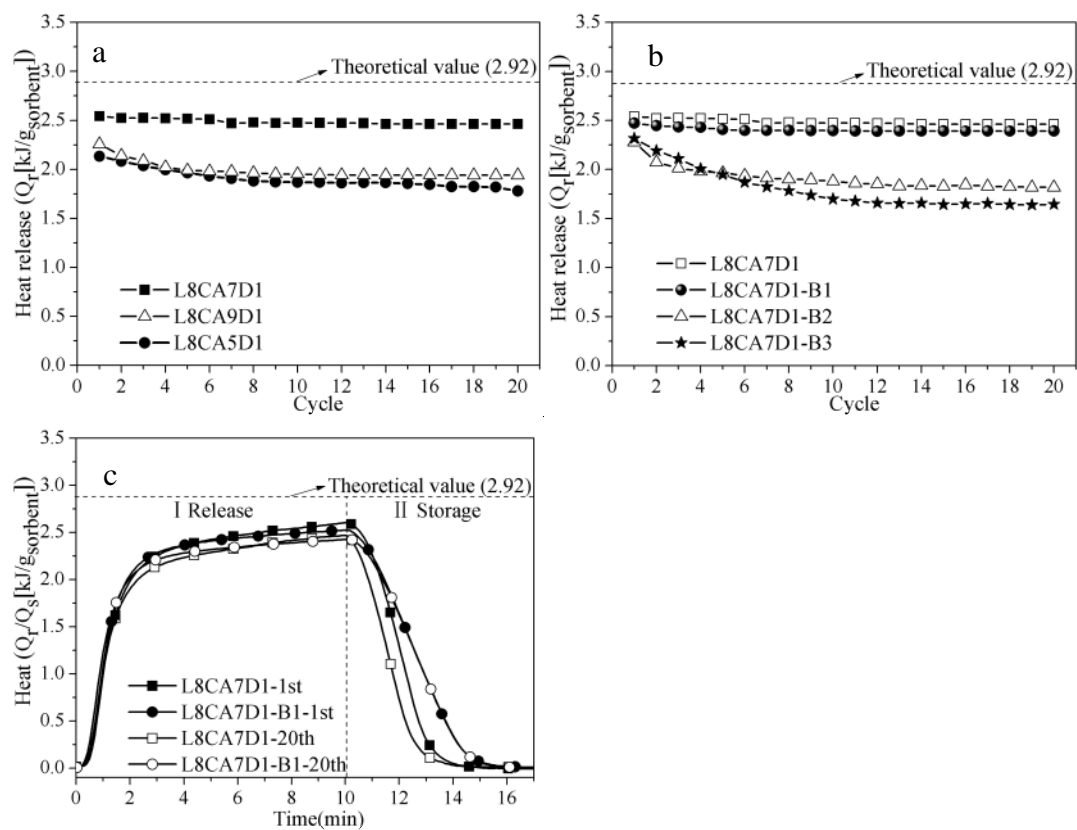 a
Heat release (Qr[kJ/gsorbent])
3.5
3.0
2.5
2.0
1.5
1.0
0.5
0.0
Theoretical value (2.92)
L8CA7D1
L8CA9D1
L8CA5D1
0 2 4 6 8 10 12 14 16 18 20
Cycle
b
Heat release (Qr[kJ/gsorbent])
3.5
3.0
2.5
2.0
1.5
1.0
0.5
0.0
Theoretical value (2.92)
L8CA7D1
L8CA7D1-B1
L8CA7D1-B2
L8CA7D1-B3
0 2 4 6 8 10 12 14 16 18 20
Cycle
c
Heat (Qr/Qs[kJ/gsorbent])
3.5
3.0
2.5
2.0
1.5
1.0
0.5
0.0
Theoretical value (2.92)
I Release
II Storage
L8CA7D1-1st
L8CA7D1-B1-1st
L8CA7D1-20th
L8CA7D1-B1-20th
0 2 4 6 8 10 12 14 16
Time(min)